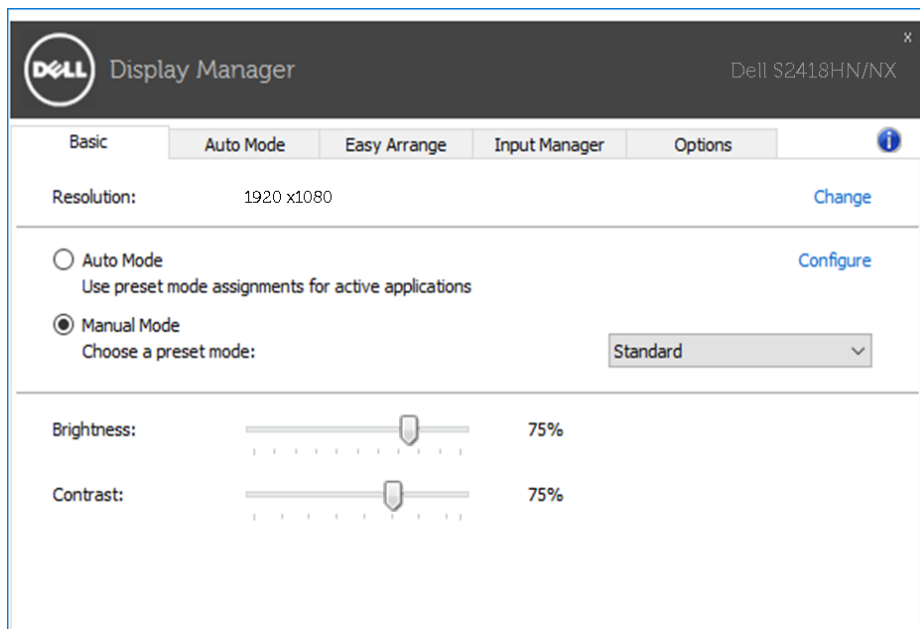 DELL Display Manager
x
Dell S2418HN/NX
Basic Auto Mode Easy Arrange Input Manager Options i
Resolution: 1920 x1080 Change
Auto Mode Configure
Use preset mode assignments for active applications
Manual Mode
Choose a preset mode: Standard
Brightness: 75%
Contrast: 75%